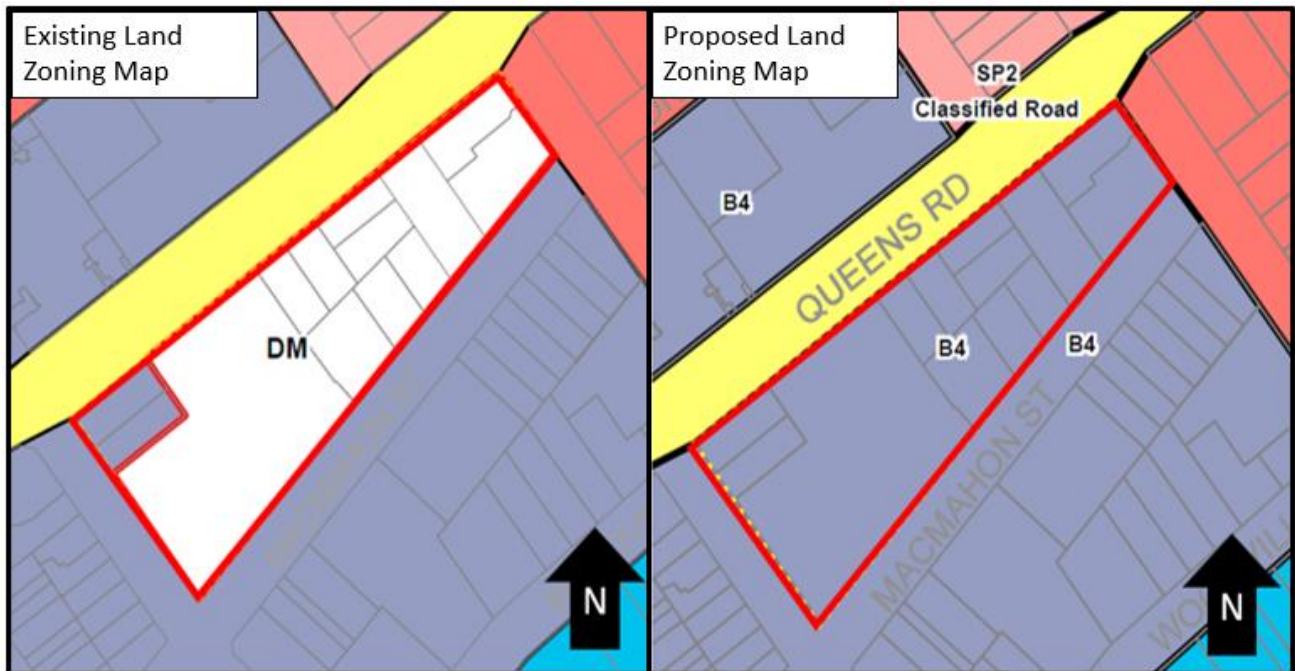 Existing Land
Zoning Map
DM
N
Proposed Land
Zoning Map
SP2
Classified Road
B4
QUEENS RD
B4
B4
MACMAHON ST
N